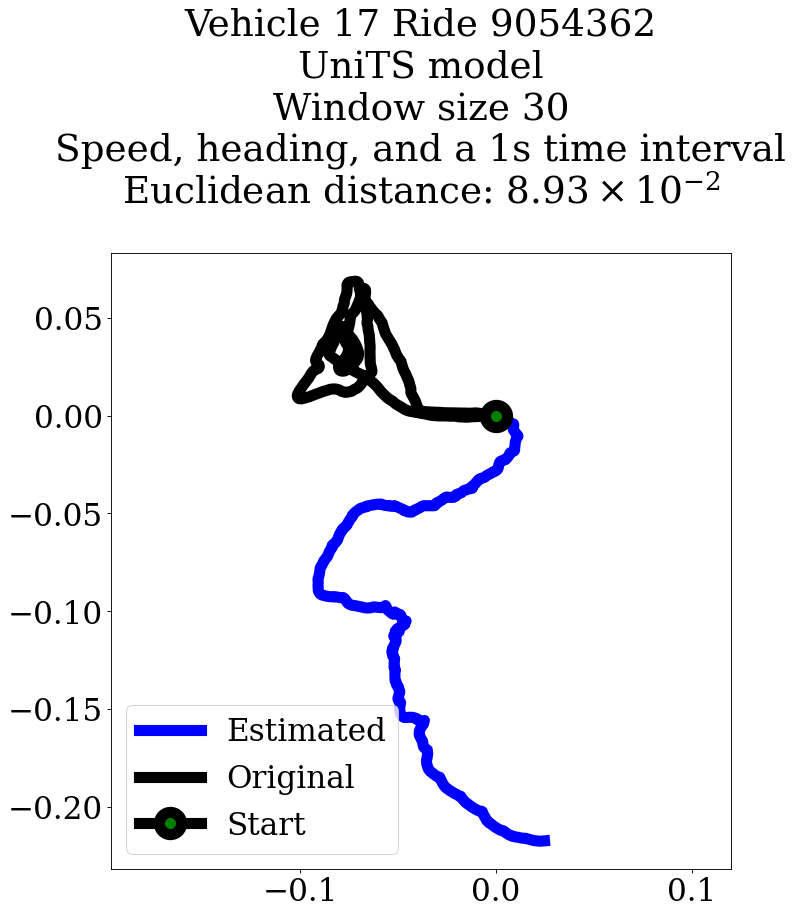 Vehicle 17 Ride 9054362
UniTS model
Window size 30
Speed, heading, and a 1s time interval
Euclidean distance: 8.93 × 10⁻²
0.05
0.00
−0.05
−0.10
−0.15
−0.20
Estimated
Original
Start
−0.1
0.0
0.1